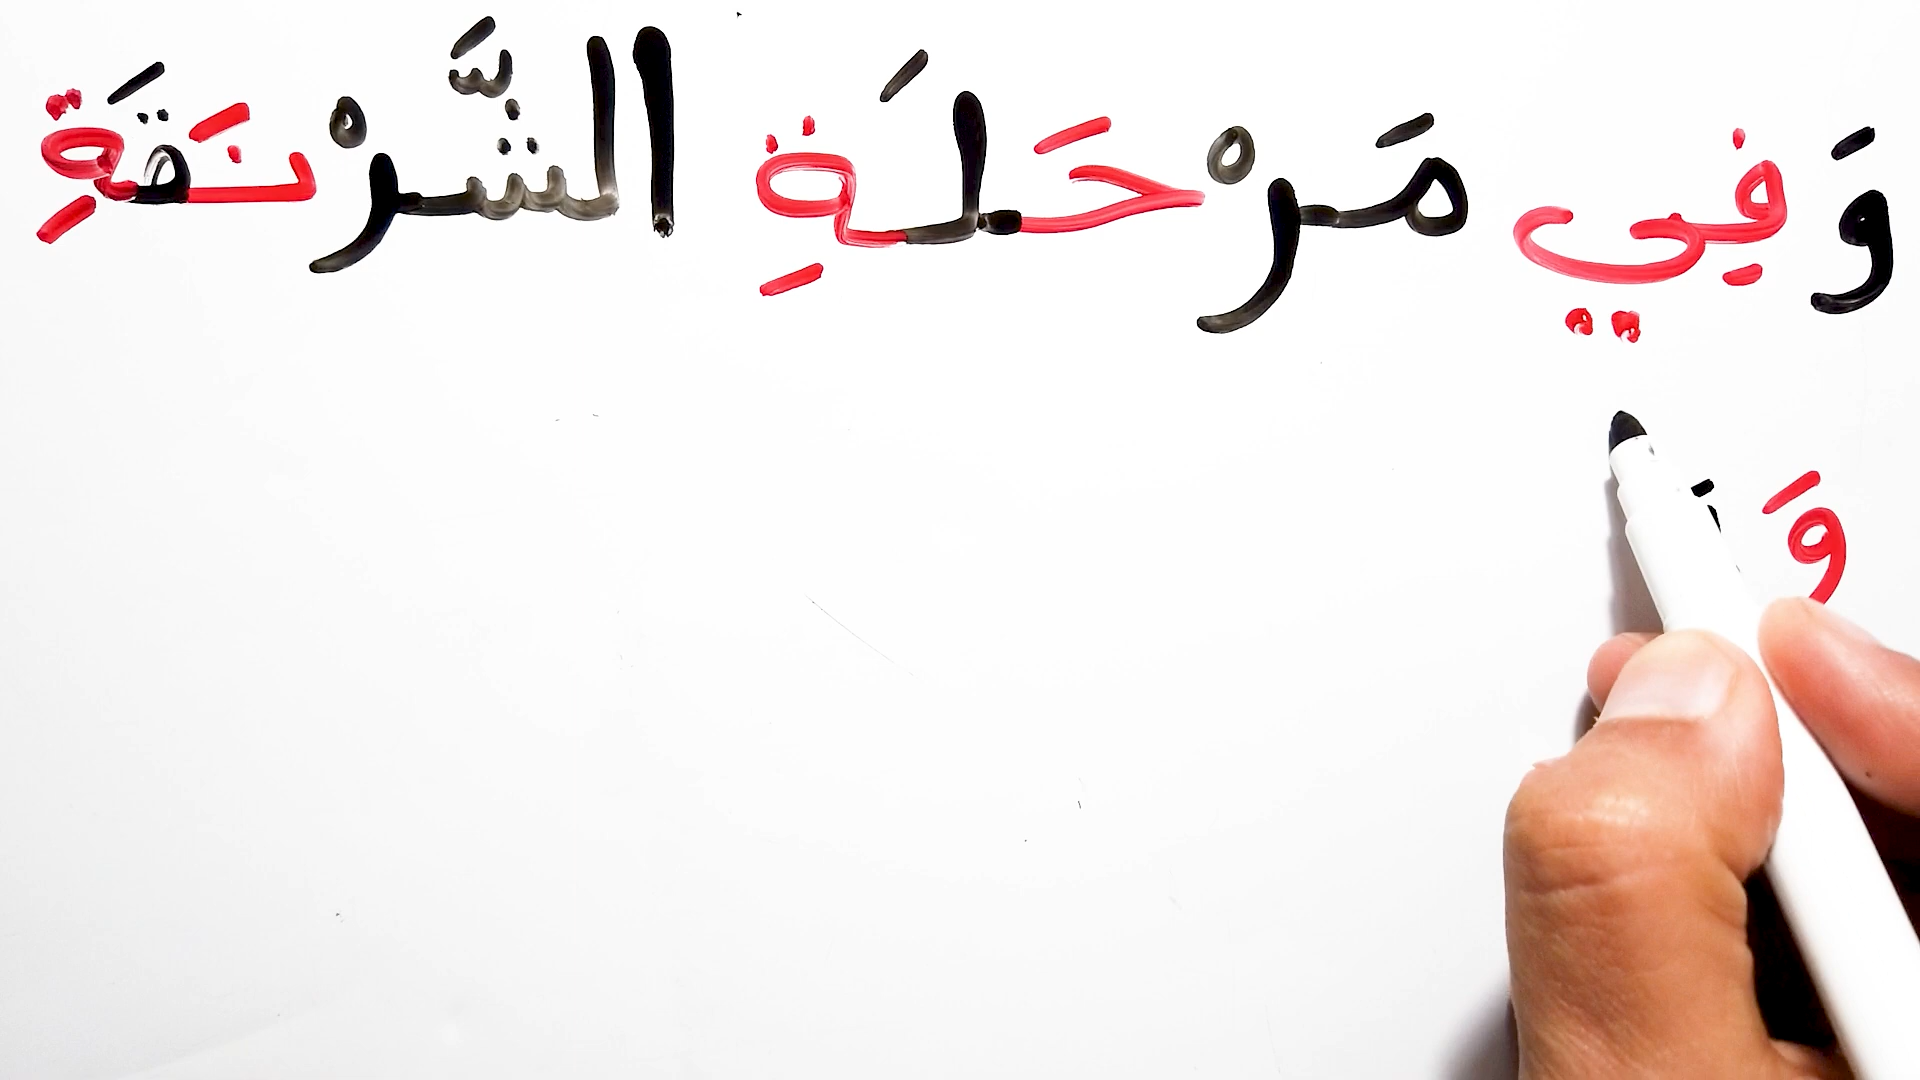 وَفِي مَرْحَلَةِ الشَّرْنَقَةِ
وَ